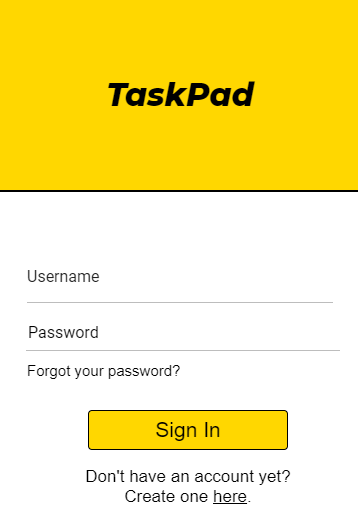 TaskPad
Username
Password
Forgot your password?
Sign In
Don't have an account yet?
Create one here.